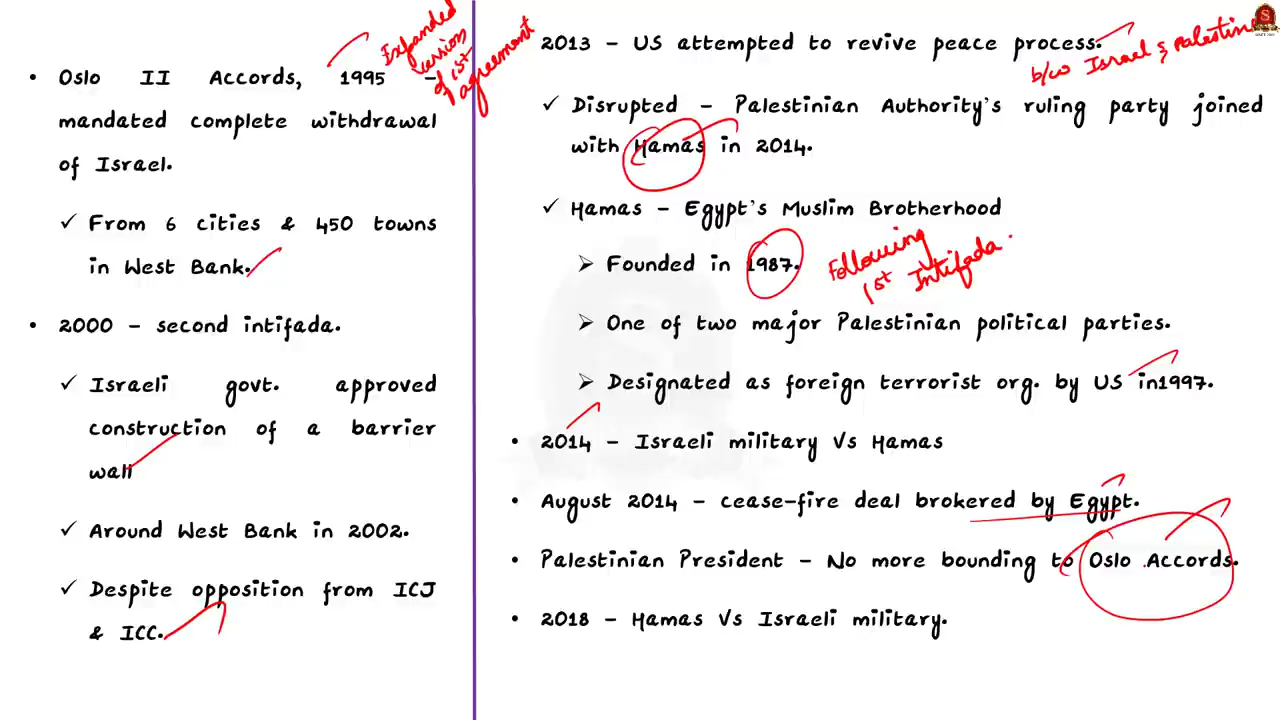 • Oslo II Accords, 1995 –
mandated complete withdrawal
of Israel.
✓ From 6 cities & 450 towns
in West Bank.
• 2000 – second intifada.
✓ Israeli govt. approved
construction of a barrier
wall
✓ Around West Bank in 2002.
✓ Despite opposition from ICJ
& ICC.
Expanded
version
of 1st
agreement
2013 – US attempted to revive peace process.
b/w Israel & Palestine
✓ Disrupted – Palestinian Authority's ruling party joined
with Hamas in 2014.
✓ Hamas – Egypt's Muslim Brotherhood
➢ Founded in 1987.
Following
1st Intifada
➢ One of two major Palestinian political parties.
➢ Designated as foreign terrorist org. by US in1997.
• 2014 – Israeli military Vs Hamas
• August 2014 – cease-fire deal brokered by Egypt.
• Palestinian President – No more bounding to Oslo Accords.
• 2018 – Hamas Vs Israeli military.